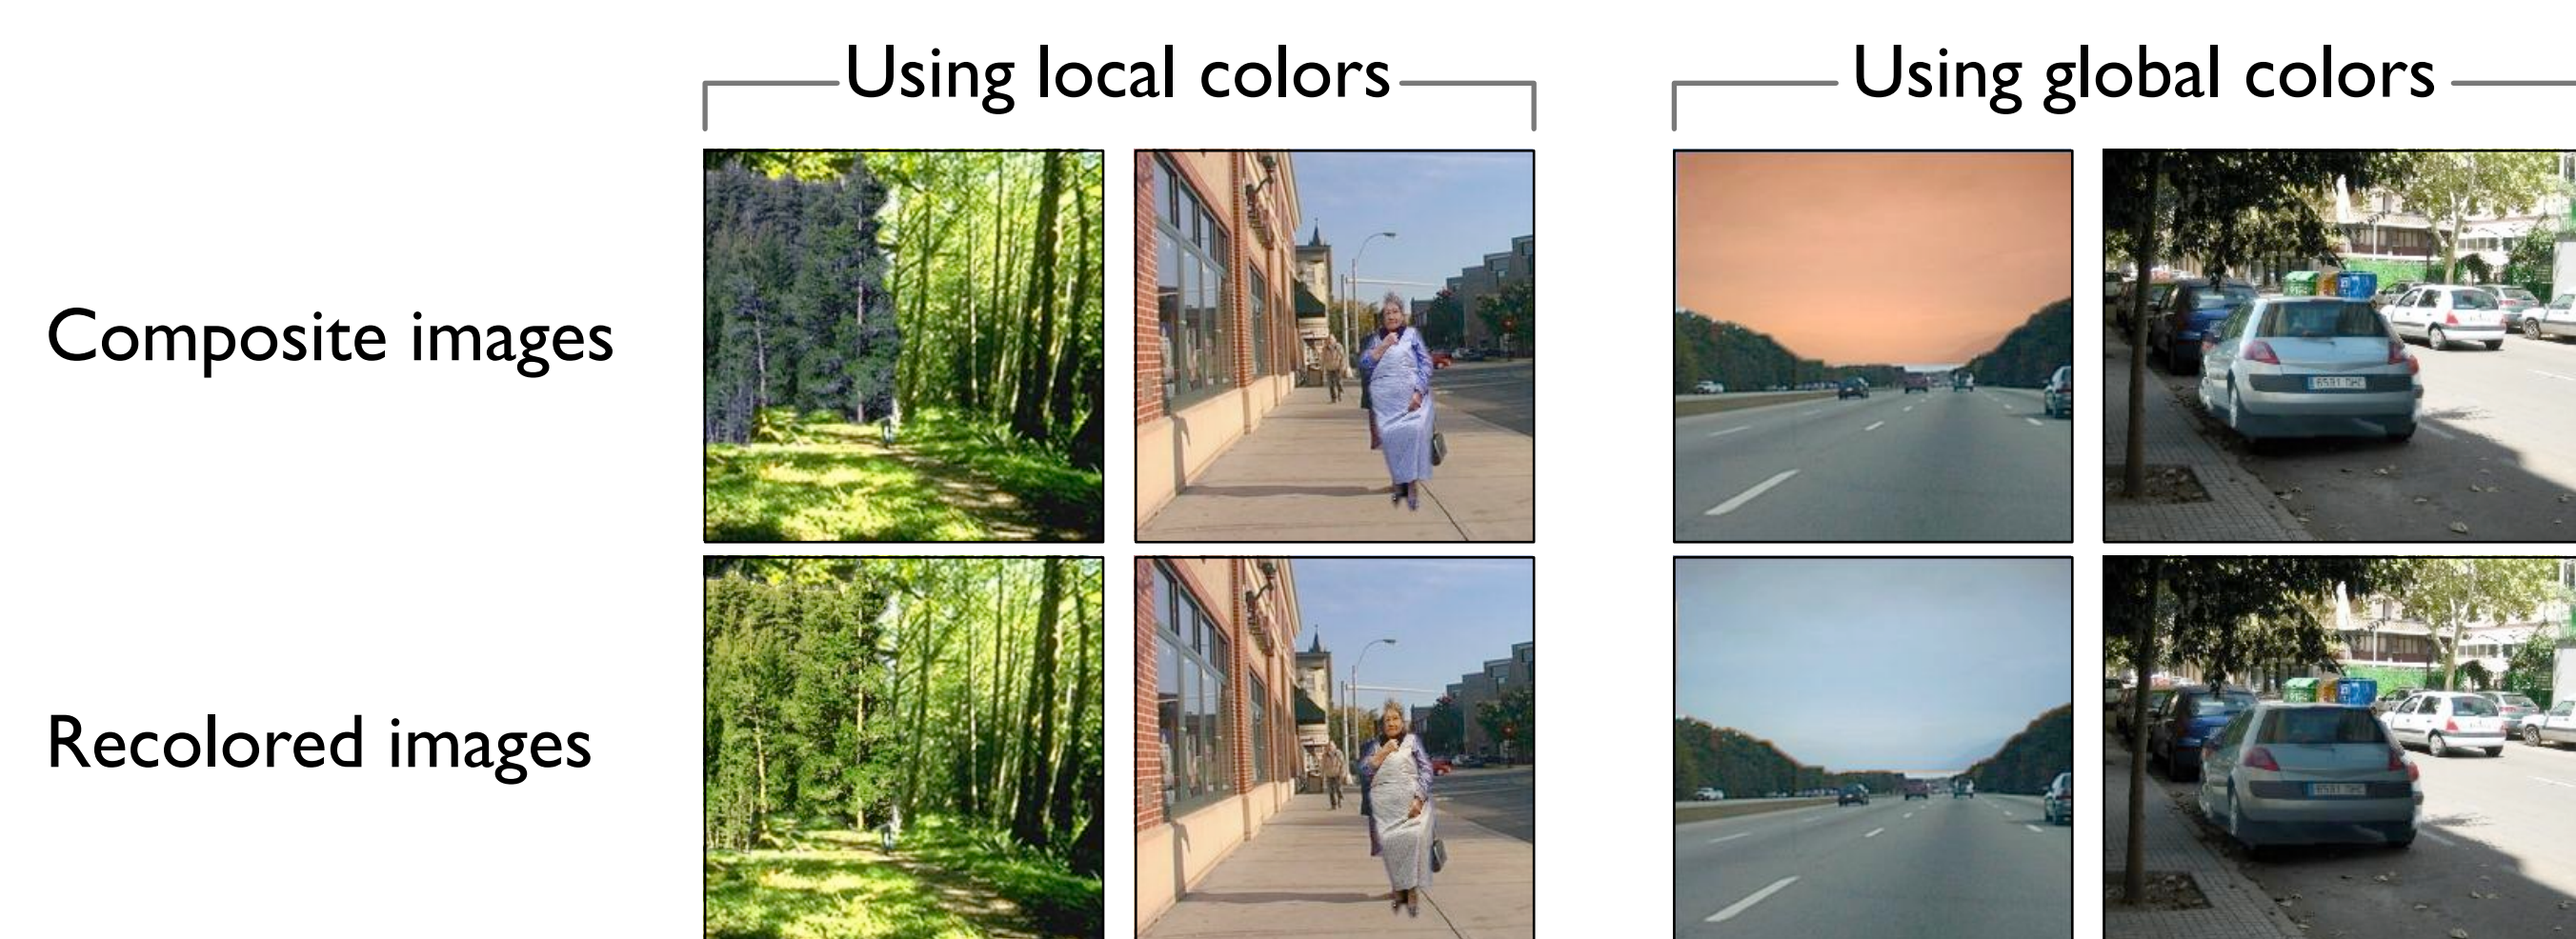 Using local colors
Using global colors
Composite images
Recolored images